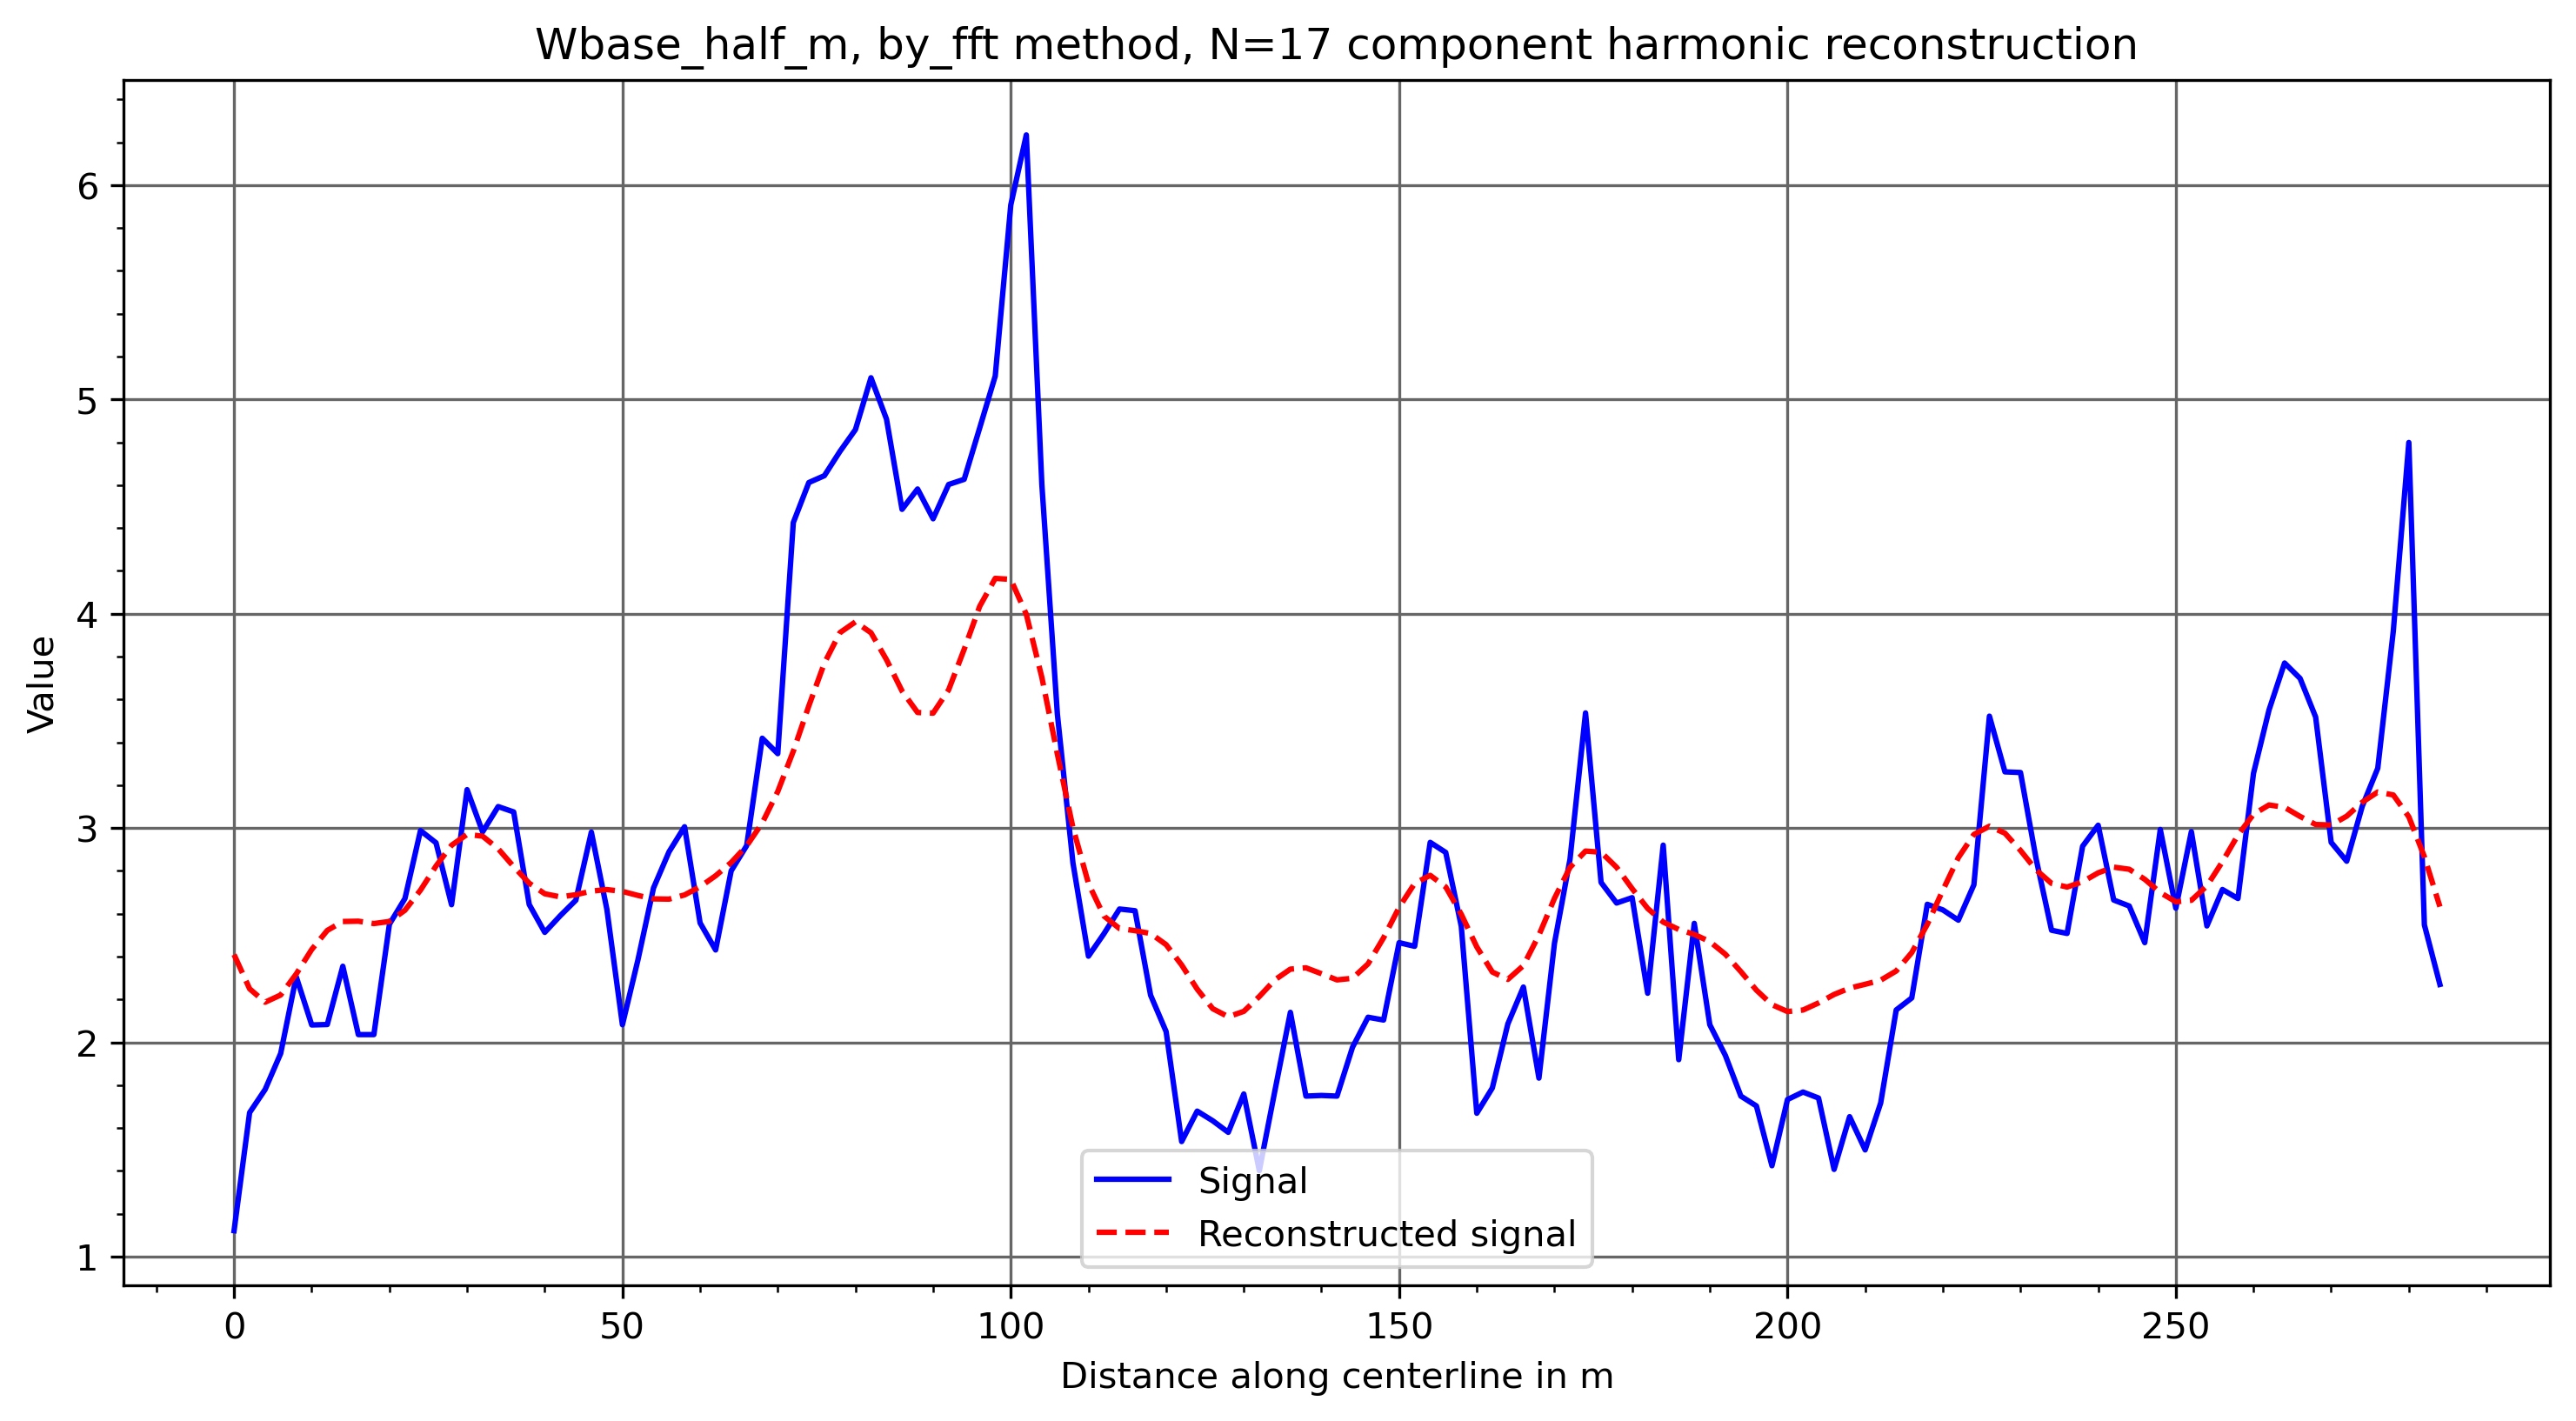 Wbase_half_m, by_fft method, N=17 component harmonic reconstruction
6
5
4
3
2
1
Value
Signal
Reconstructed signal
0 50 100 150 200 250
Distance along centerline in m